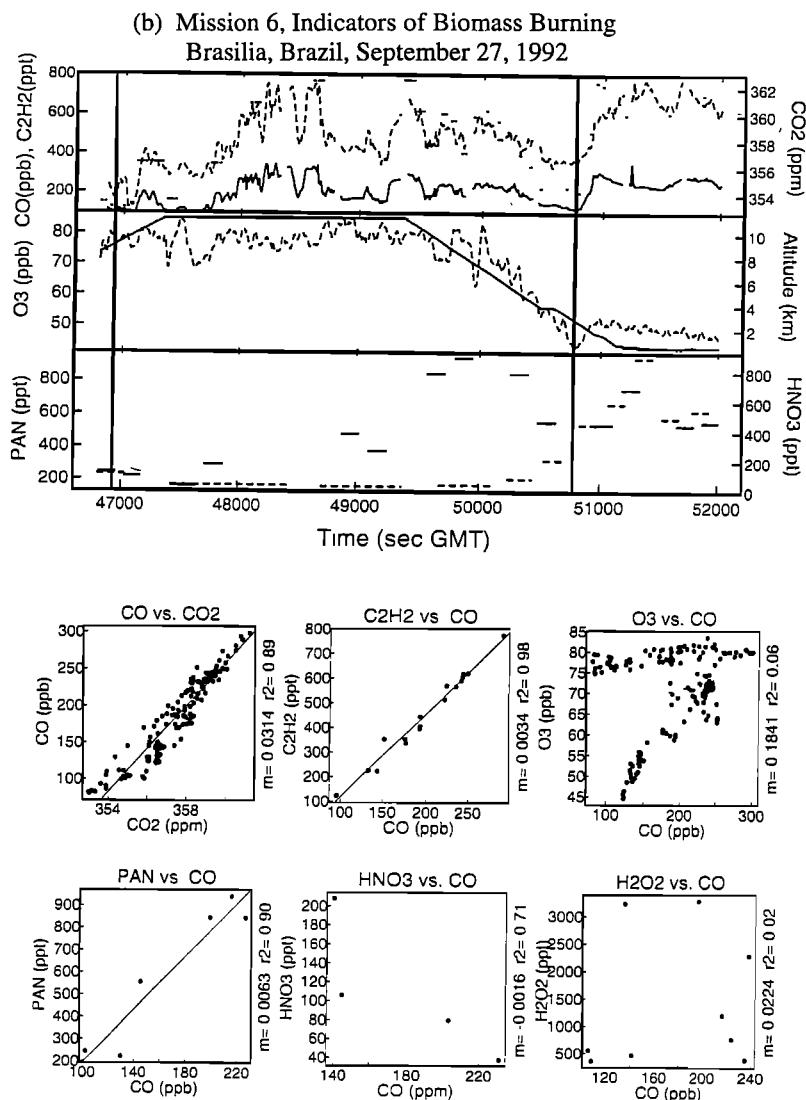 (b) Mission 6, Indicators of Biomass Burning
Brasilia, Brazil, September 27, 1992
CO(ppb), C2H2(ppt)
800
600
400
200
CO2 (ppm)
362
360
358
356
354
O3 (ppb)
80
70
60
50
Altitude (km)
10
8
6
4
2
PAN (ppt)
800
600
400
200
HNO3 (ppt)
800
600
400
200
0
47000 48000 49000 50000 51000 52000
Time (sec GMT)
CO vs. CO2
CO (ppb)
300
250
200
150
100
354 358
CO2 (ppm)
m= 0 0314 r2= 0 89
C2H2 vs CO
C2H2 (ppt)
800
700
600
500
400
300
200
100
100 150 200 250
CO (ppb)
m= 0 0034 r2= 0 98
O3 vs. CO
O3 (ppb)
85
80
75
70
65
60
55
50
45
100 200 300
CO (ppb)
m= 0 1841 r2= 0.06
PAN vs CO
PAN (ppt)
900
800
700
600
500
400
300
200
100 140 180 220
CO (ppb)
m= 0 0063 r2= 0 90
HNO3 vs. CO
HNO3 (ppt)
200
180
160
140
120
100
80
60
40
140 180 220
CO (ppm)
m= -0 0016 r2= 0 71
H2O2 vs. CO
H2O2 (ppt)
3000
2500
2000
1500
1000
500
120 160 200 240
CO (ppb)
m= 0 0224 r2= 0 02